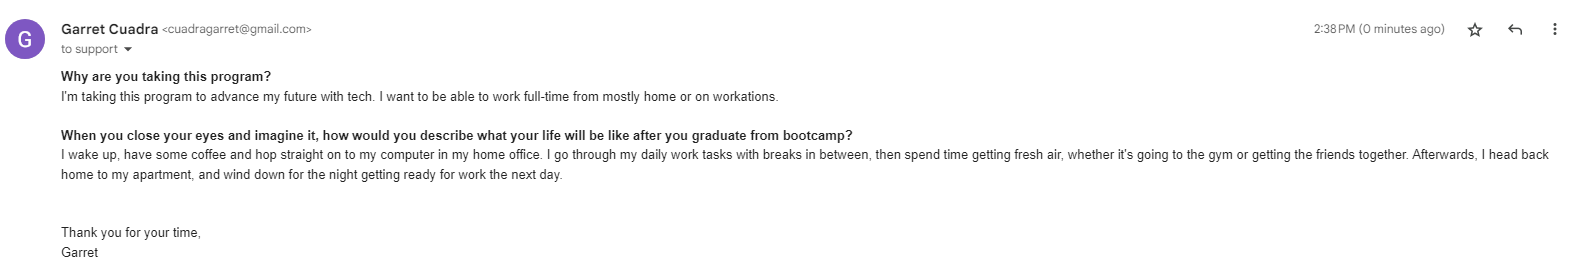 G
Garret Cuadra <cuadragarret@gmail.com>
2:38 PM (0 minutes ago)
to support
Why are you taking this program?
I'm taking this program to advance my future with tech. I want to be able to work full-time from mostly home or on workations.
When you close your eyes and imagine it, how would you describe what your life will be like after you graduate from bootcamp?
I wake up, have some coffee and hop straight on to my computer in my home office. I go through my daily work tasks with breaks in between, then spend time getting fresh air, whether it's going to the gym or getting the friends together. Afterwards, I head back
home to my apartment, and wind down for the night getting ready for work the next day.
Thank you for your time,
Garret